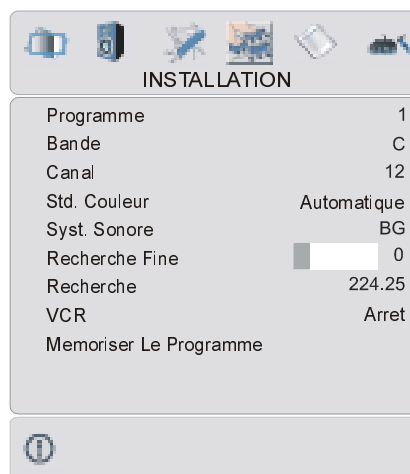 INSTALLATION
Programme 1
Bande C
Canal 12
Std. Couleur Automatique
Syst. Sonore BG
Recherche Fine 0
Recherche 224.25
VCR Arret
Memoriser Le Programme